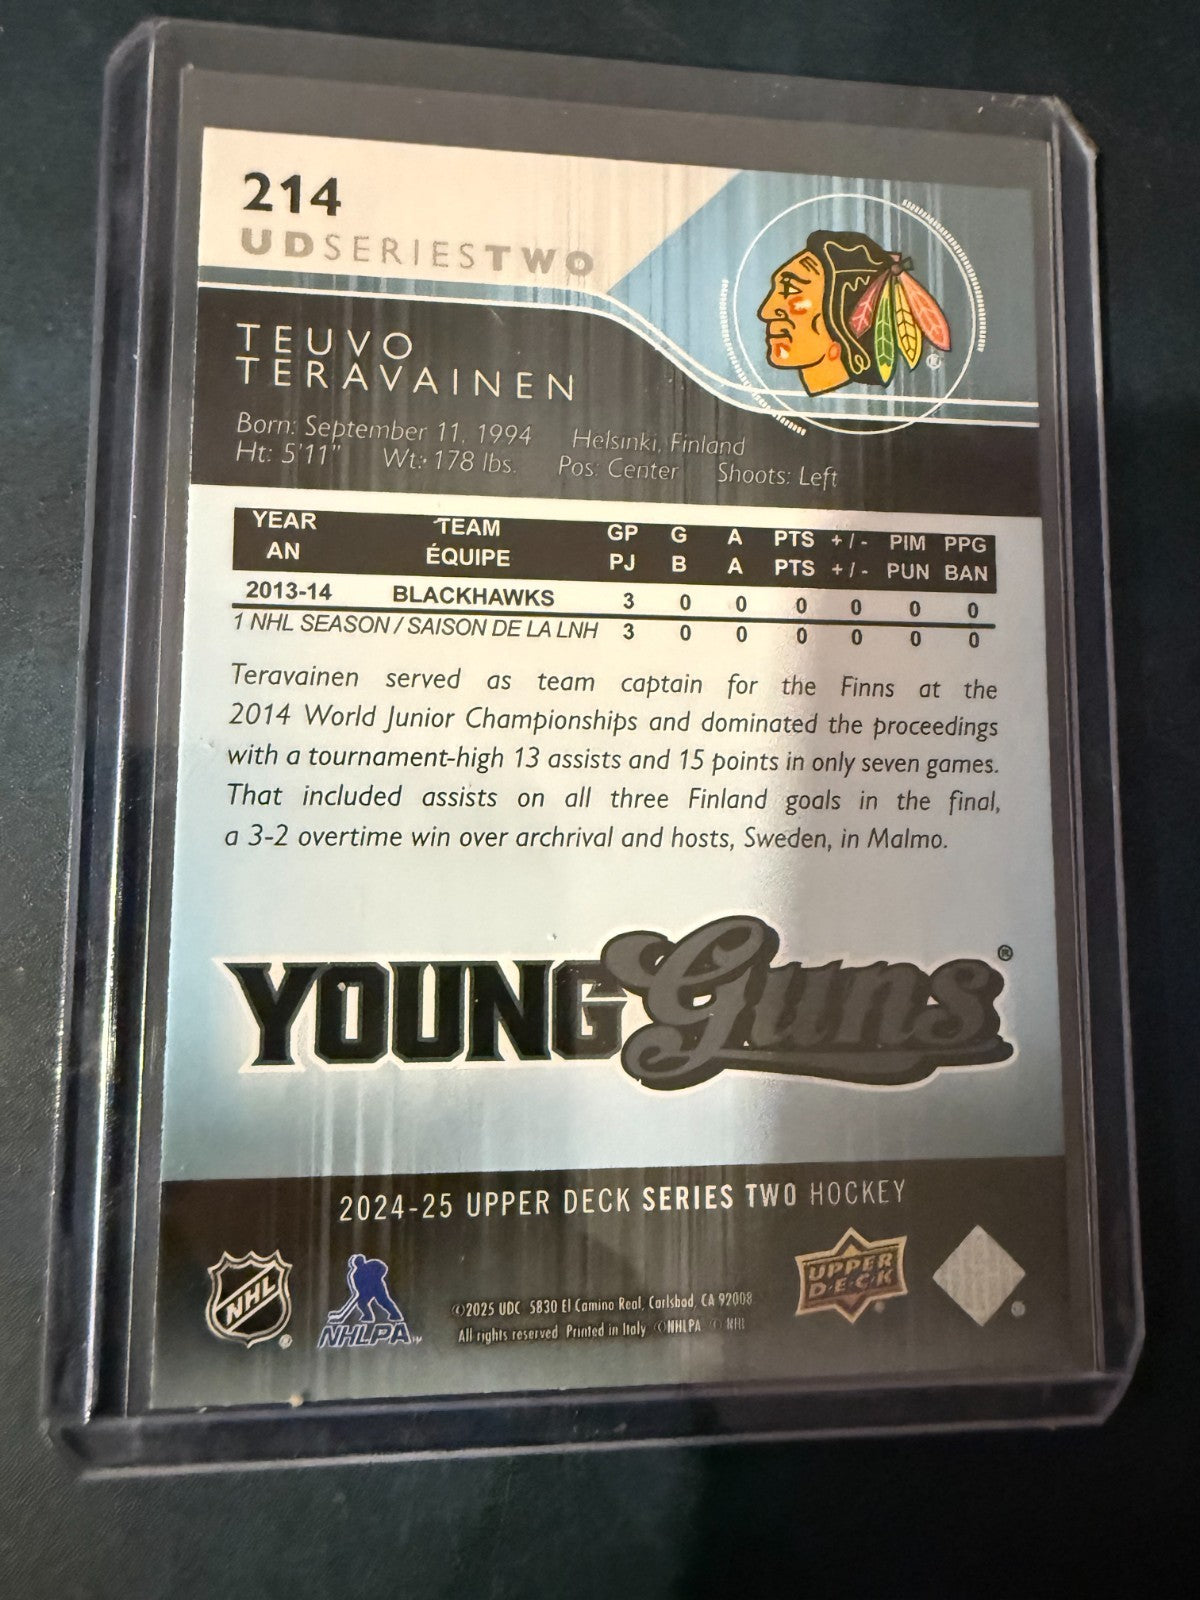 214
UDSERIESTWO
TEUVO
TERAVAINEN
Born: September 11, 1994 Helsinki, Finland
Ht: 5'11" Wt: 178 lbs. Pos: Center Shoots: Left
YEAR TEAM GP G A PTS +/- PIM PPG
AN ÉQUIPE PJ B A PTS +/- PUN BAN
2013-14 BLACKHAWKS 3 0 0 0 0 0 0
1 NHL SEASON / SAISON DE LA LNH 3 0 0 0 0 0 0
Teravainen served as team captain for the Finns at the
2014 World Junior Championships and dominated the proceedings
with a tournament-high 13 assists and 15 points in only seven games.
That included assists on all three Finland goals in the final,
a 3-2 overtime win over archrival and hosts, Sweden, in Malmo.
YOUNG Guns®
2024-25 UPPER DECK SERIES TWO HOCKEY
NHL ®
NHLPA™
©2025 UDC 5830 El Camino Real, Carlsbad, CA 92008
All rights reserved Printed in Italy ©NHLPA © NHL
UPPER
DECK